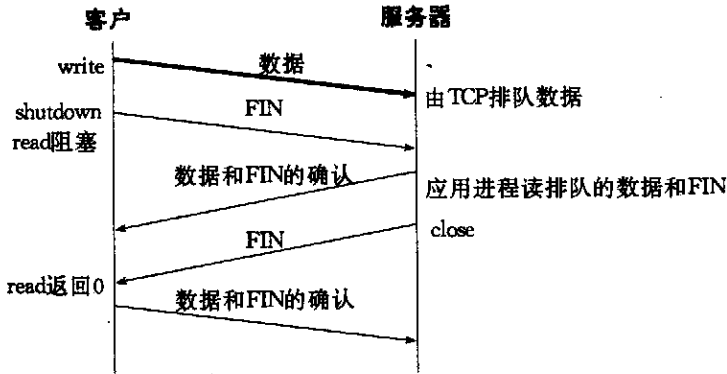 客户
服务器
write
数据
由TCP排队数据
shutdown
FIN
read阻塞
数据和FIN的确认
应用进程读排队的数据和FIN
FIN
close
read返回0
数据和FIN的确认